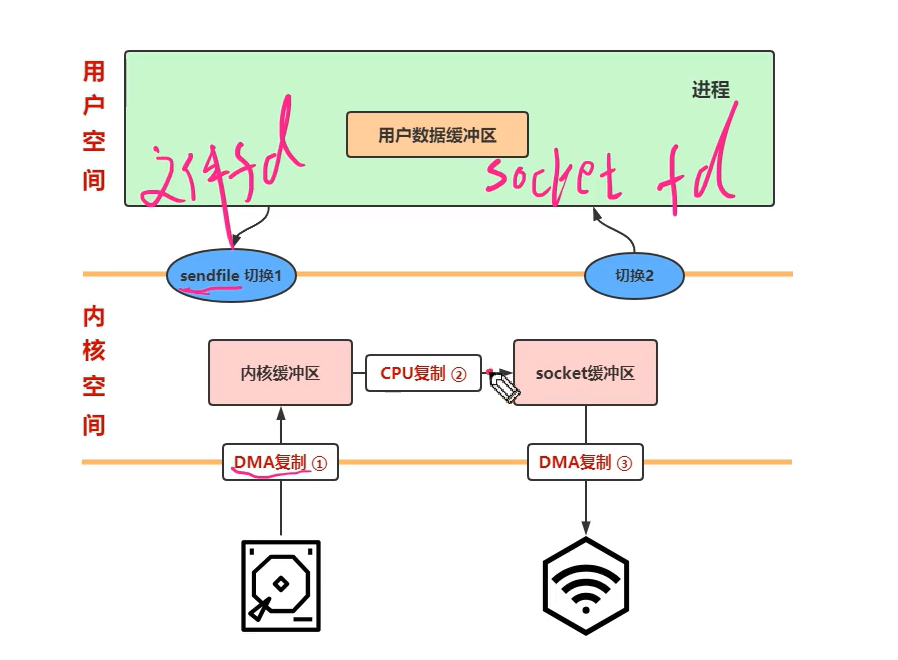 用户空间
进程
用户数据缓冲区
文件fd
socket fd
sendfile 切换1
切换2
内核空间
内核缓冲区
CPU复制 ②
socket缓冲区
DMA复制 ①
DMA复制 ③